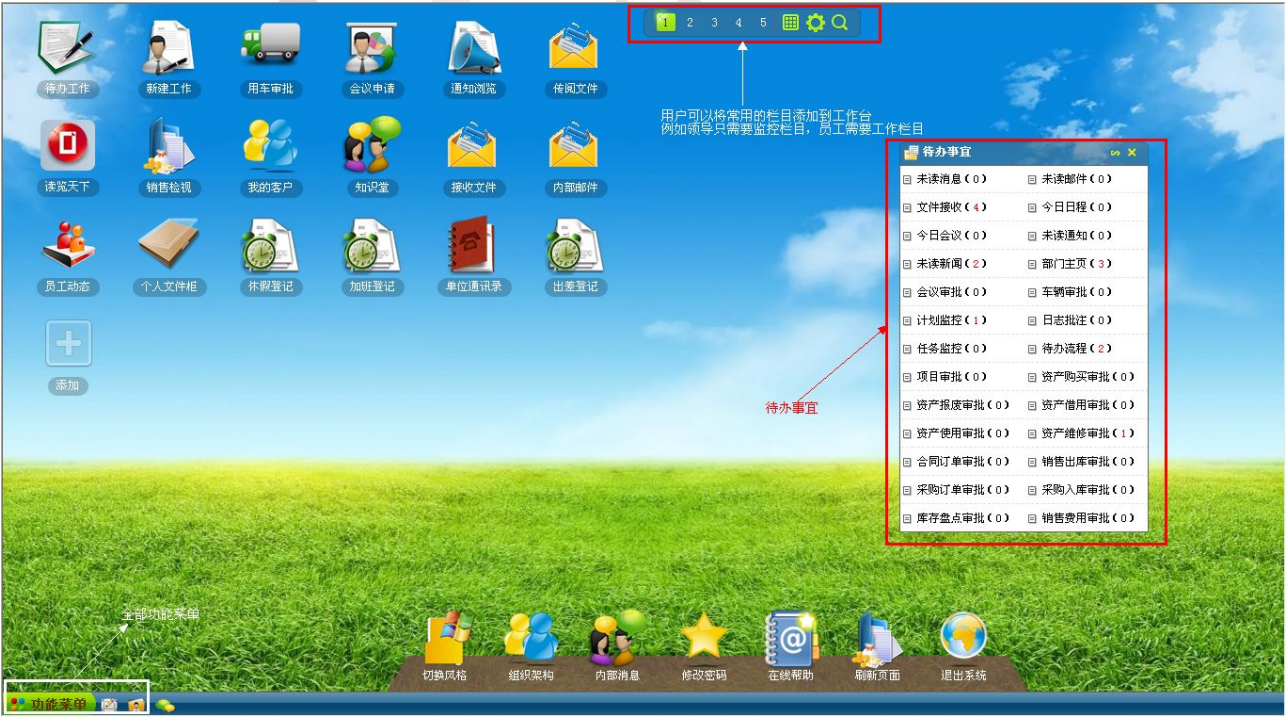 1 2 3 4 5
待办工作 新建工作 用车审批 会议申请 通知浏览 传阅文件
用户可以将常用的栏目添加到工作台
例如领导只需要监控栏目，员工需要工作栏目
读览天下 销售检视 我的客户 知识堂 接收文件 内部邮件
员工动态 个人文件柜 休假登记 加班登记 单位通讯录 出差登记
添加
待办事宜
未读消息(0) 未读邮件(0)
文件接收(4) 今日日程(0)
今日会议(0) 未读通知(0)
未读新闻(2) 部门主页(3)
会议审批(0) 车辆审批(0)
计划监控(1) 日志批注(0)
任务监控(0) 待办流程(2)
项目审批(0) 资产购买审批(0)
资产报废审批(0) 资产借用审批(0)
资产使用审批(0) 资产维修审批(1)
合同订单审批(0) 销售出库审批(0)
采购订单审批(0) 采购入库审批(0)
库存盘点审批(0) 销售费用审批(0)
待办事宜
全部功能菜单
切换风格 组织架构 内部消息 修改密码 在线帮助 刷新页面 退出系统
功能菜单